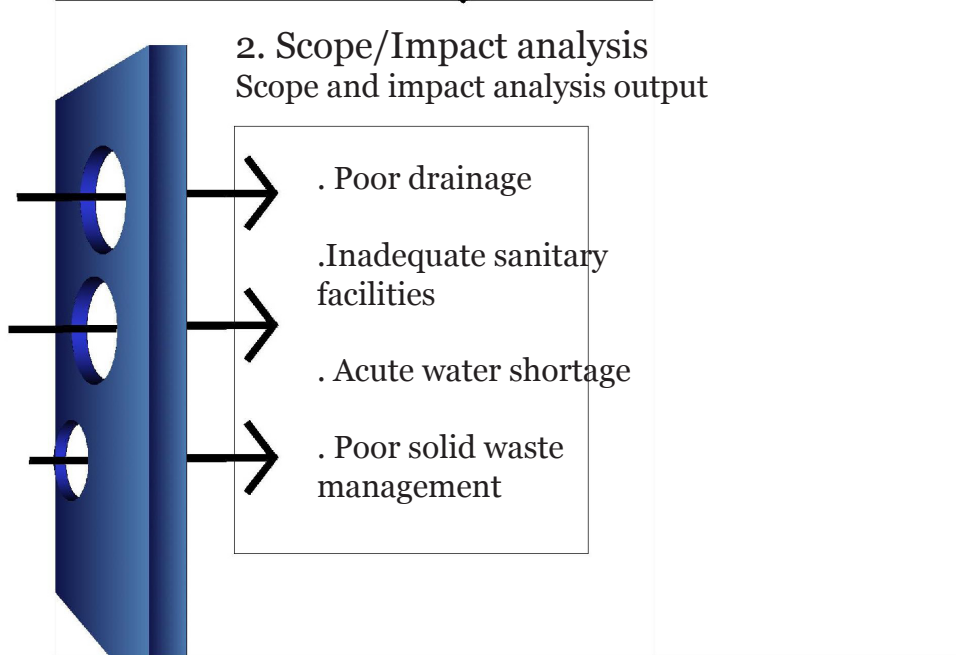 2. Scope/Impact analysis
Scope and impact analysis output
. Poor drainage
.Inadequate sanitary
facilities
. Acute water shortage
. Poor solid waste
management